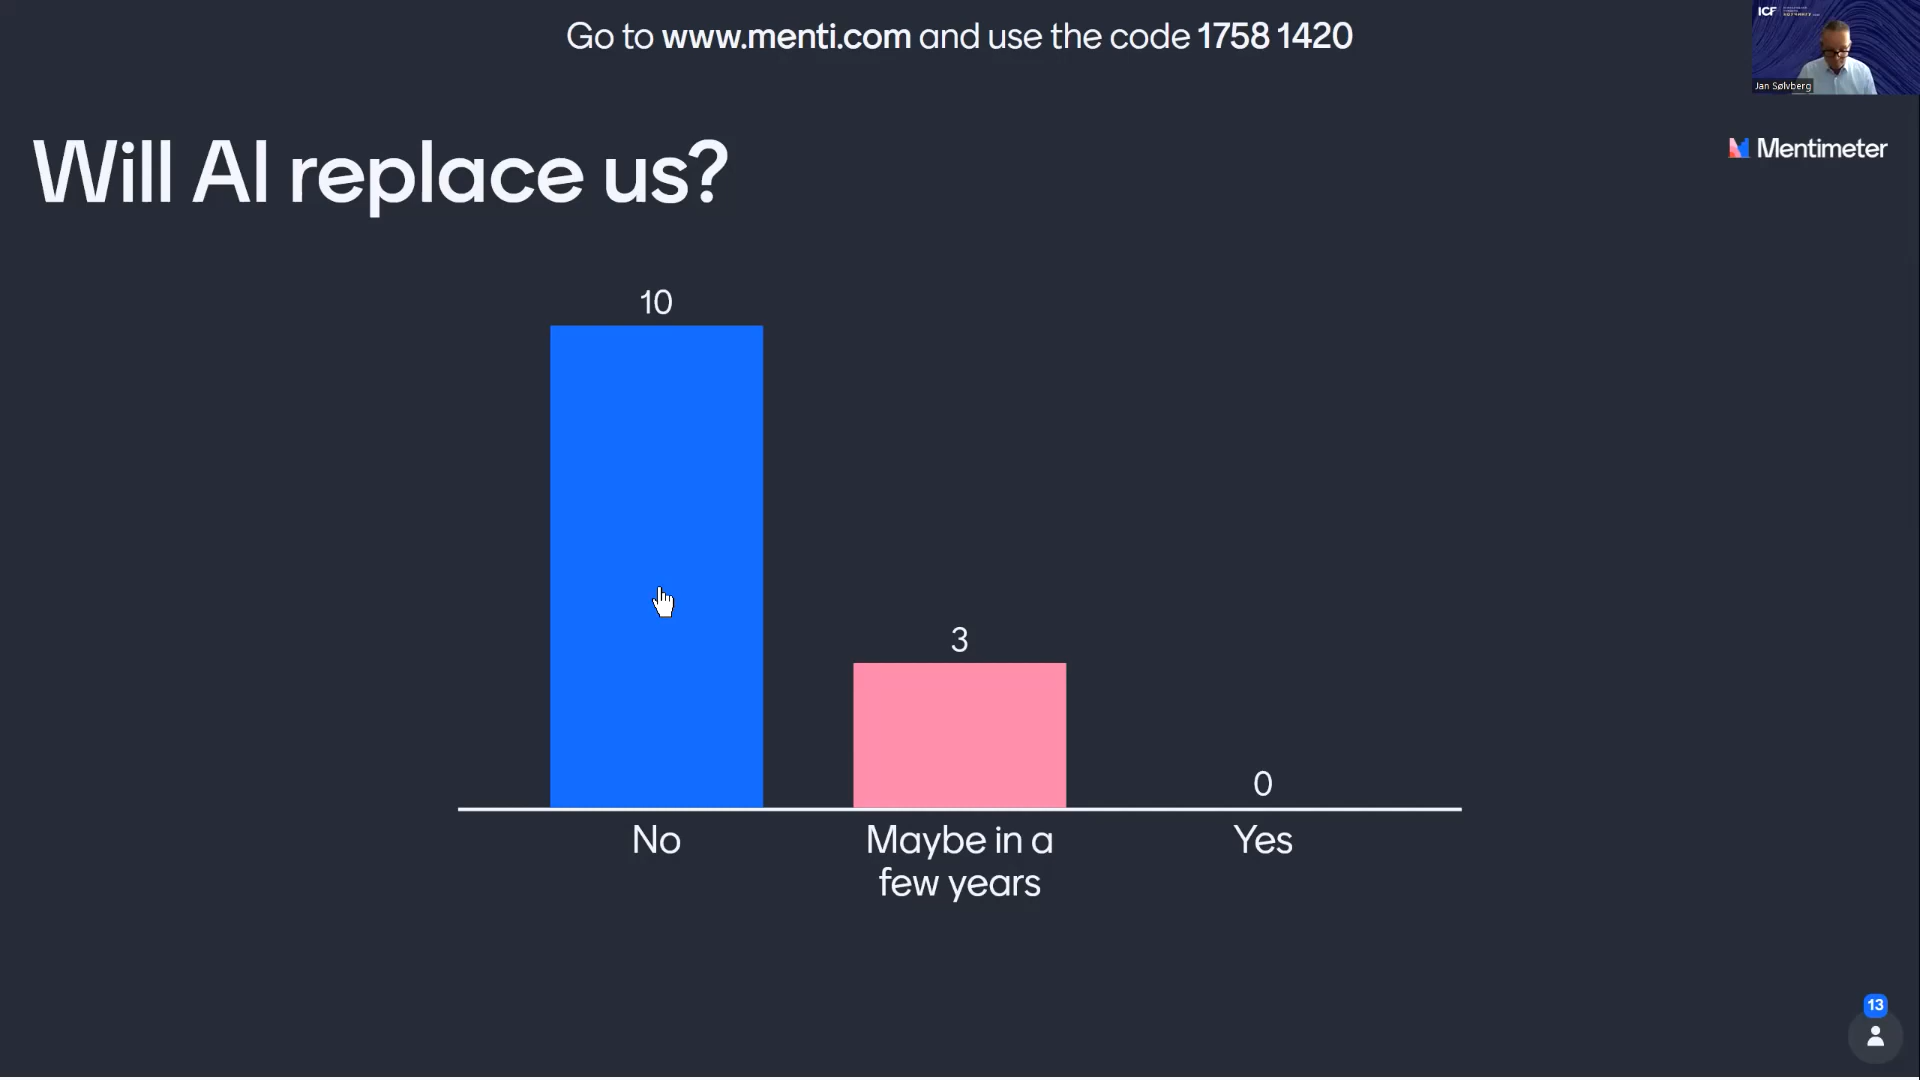 Go to www.menti.com and use the code 1758 1420
ICF
Jan Sølvberg
Mentimeter
Will AI replace us?
10
3
0
No
Maybe in a
few years
Yes
13